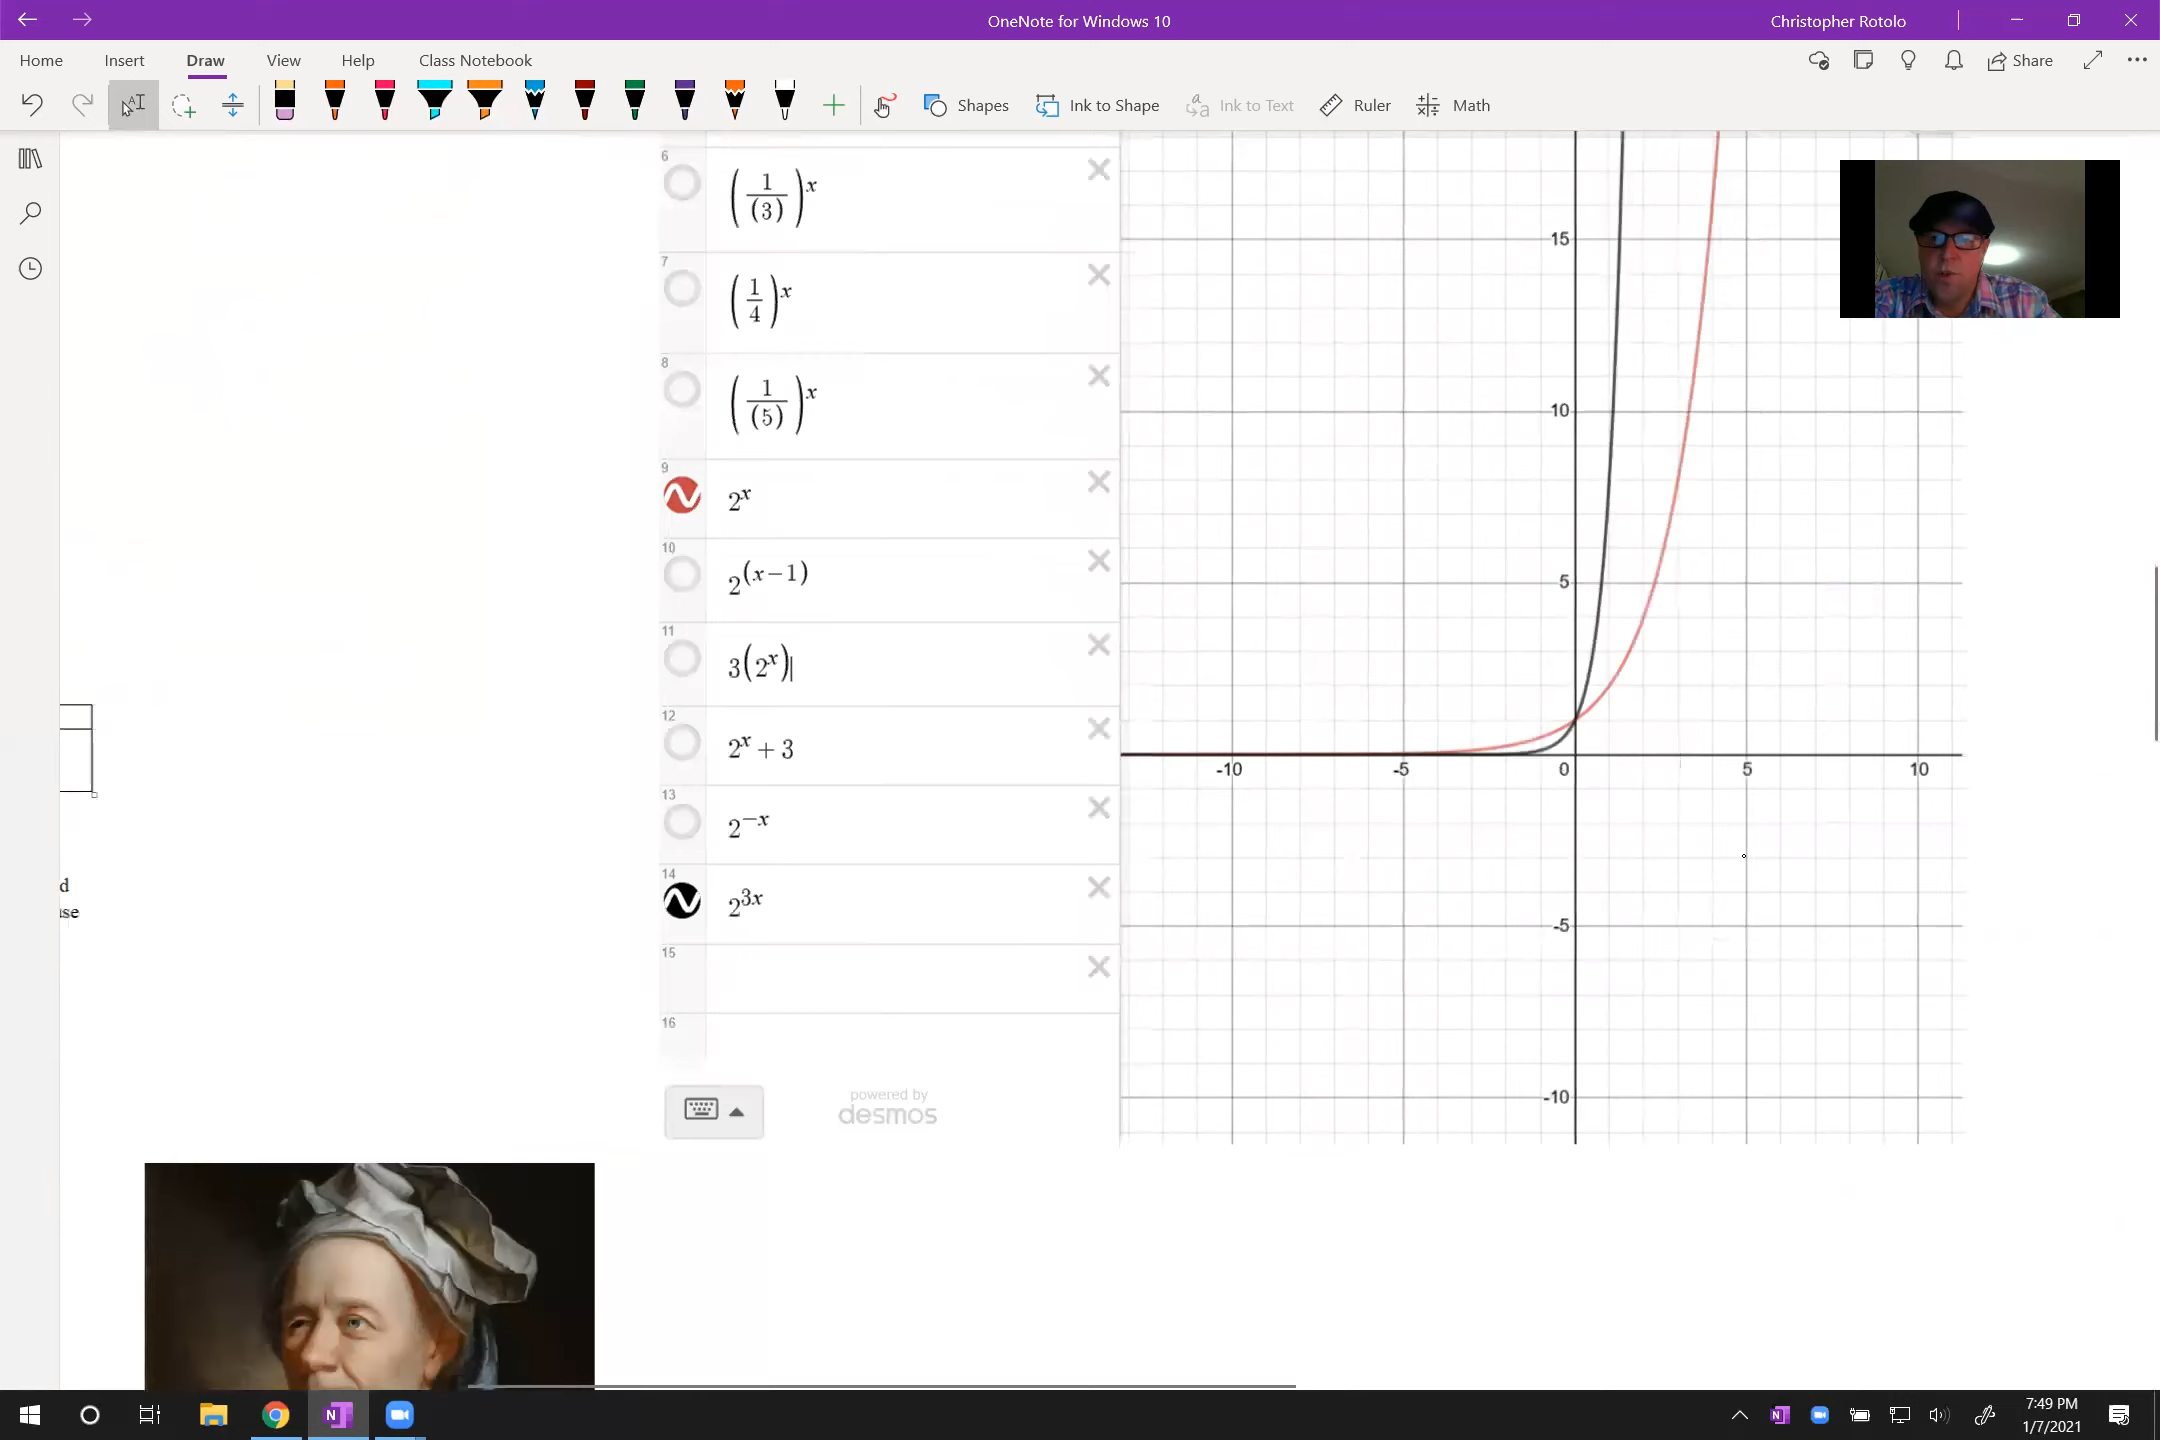 OneNote for Windows 10
Christopher Rotolo
Home Insert Draw View Help Class Notebook
Share
Shapes Ink to Shape Ink to Text Ruler Math
6
(1/(3))^x
7
(1/4)^x
8
(1/(5))^x
9
2^x
10
2^(x−1)
11
3(2^x)
12
2^x + 3
13
2^−x
14
2^3x
15
16
powered by
desmos
15
10
5
-10 -5 0 5 10
-5
-10
d
use
N
7:49 PM
1/7/2021